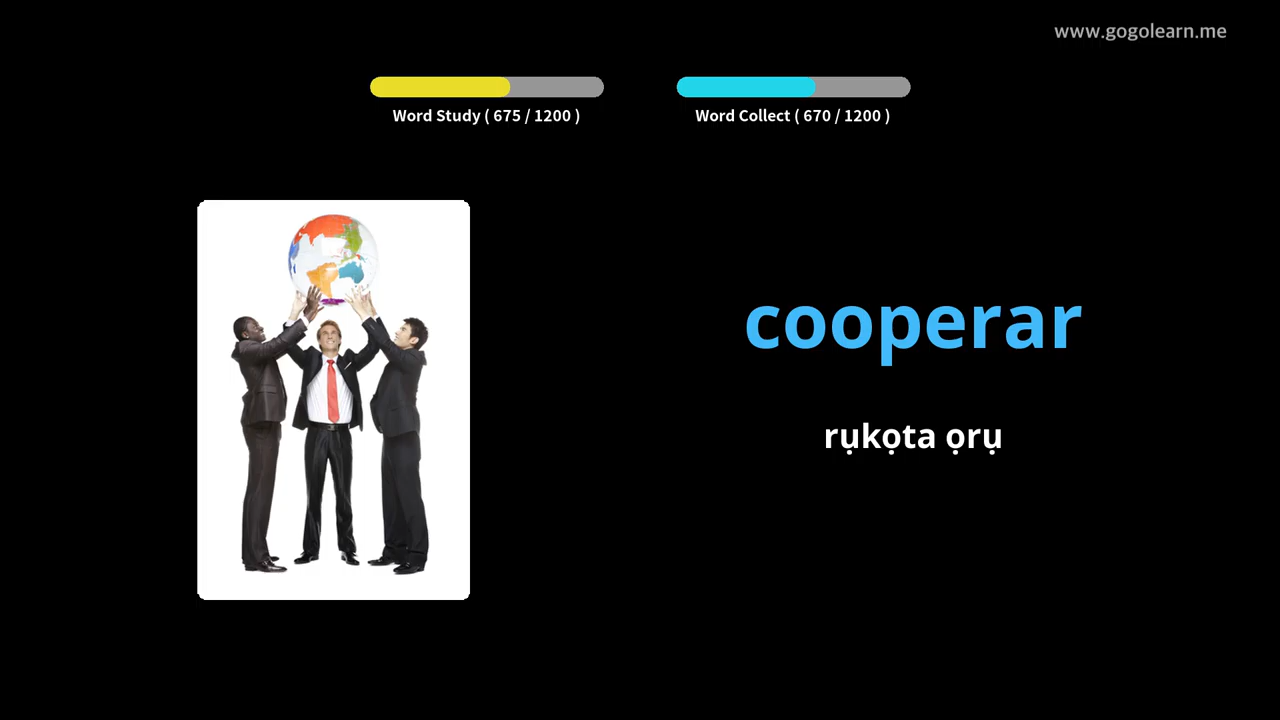 www.gogolearn.me
Word Study ( 675 / 1200 )
Word Collect ( 670 / 1200 )
cooperar
rụkọta ọrụ